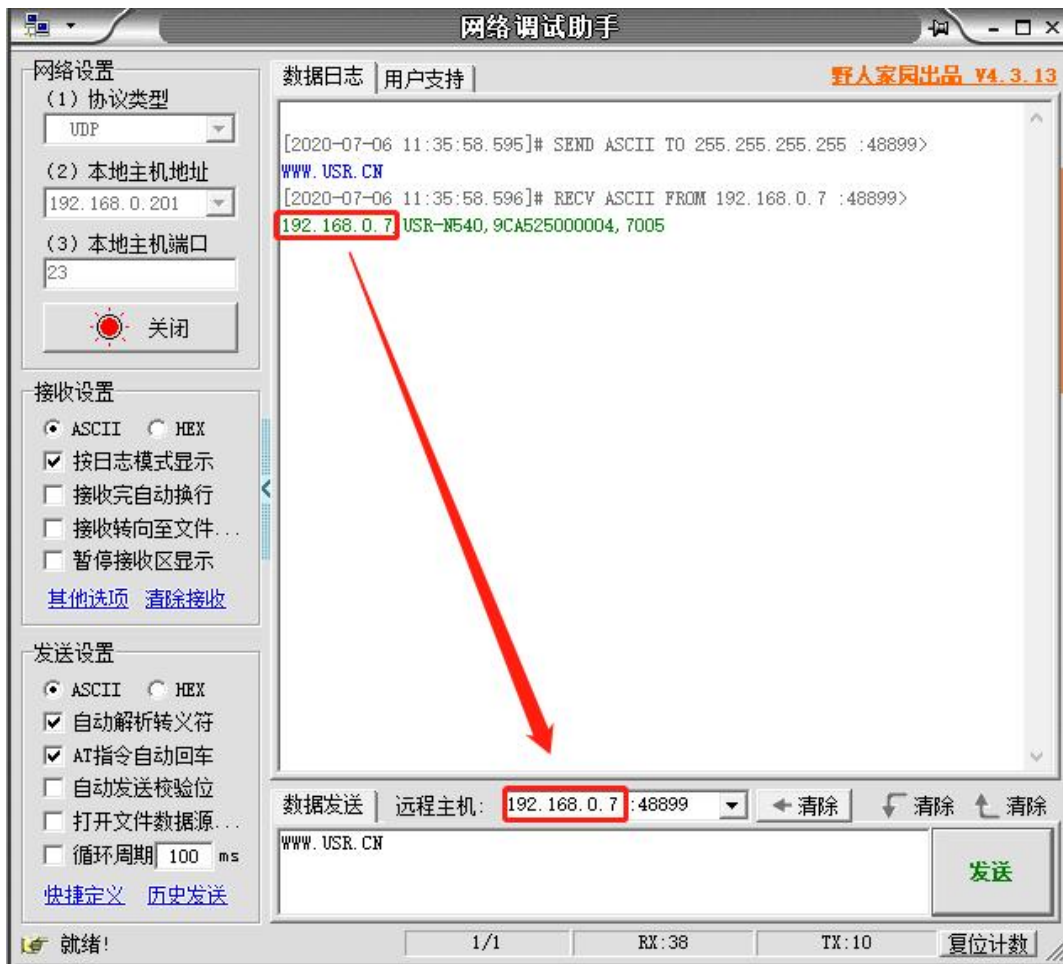 网络调试助手
网络设置
(1) 协议类型
UDP
(2) 本地主机地址
192.168.0.201
(3) 本地主机端口
23
关闭
接收设置
ASCII HEX
按日志模式显示
接收完自动换行
接收转向至文件...
暂停接收区显示
其他选项 清除接收
发送设置
ASCII HEX
自动解析转义符
AT指令自动回车
自动发送校验位
打开文件数据源...
循环周期 100 ms
快捷定义 历史发送
数据日志 用户支持 野人家园出品 V4.3.13
[2020-07-06 11:35:58.595]# SEND ASCII TO 255.255.255.255 :48899>
WWW.USR.CN
[2020-07-06 11:35:58.596]# RECV ASCII FROM 192.168.0.7 :48899>
192.168.0.7,USR-N540,9CA525000004,7005
数据发送 远程主机: 192.168.0.7 :48899 清除 清除 清除
WWW.USR.CN
发送
就绪! 1/1 RX:38 TX:10 复位计数